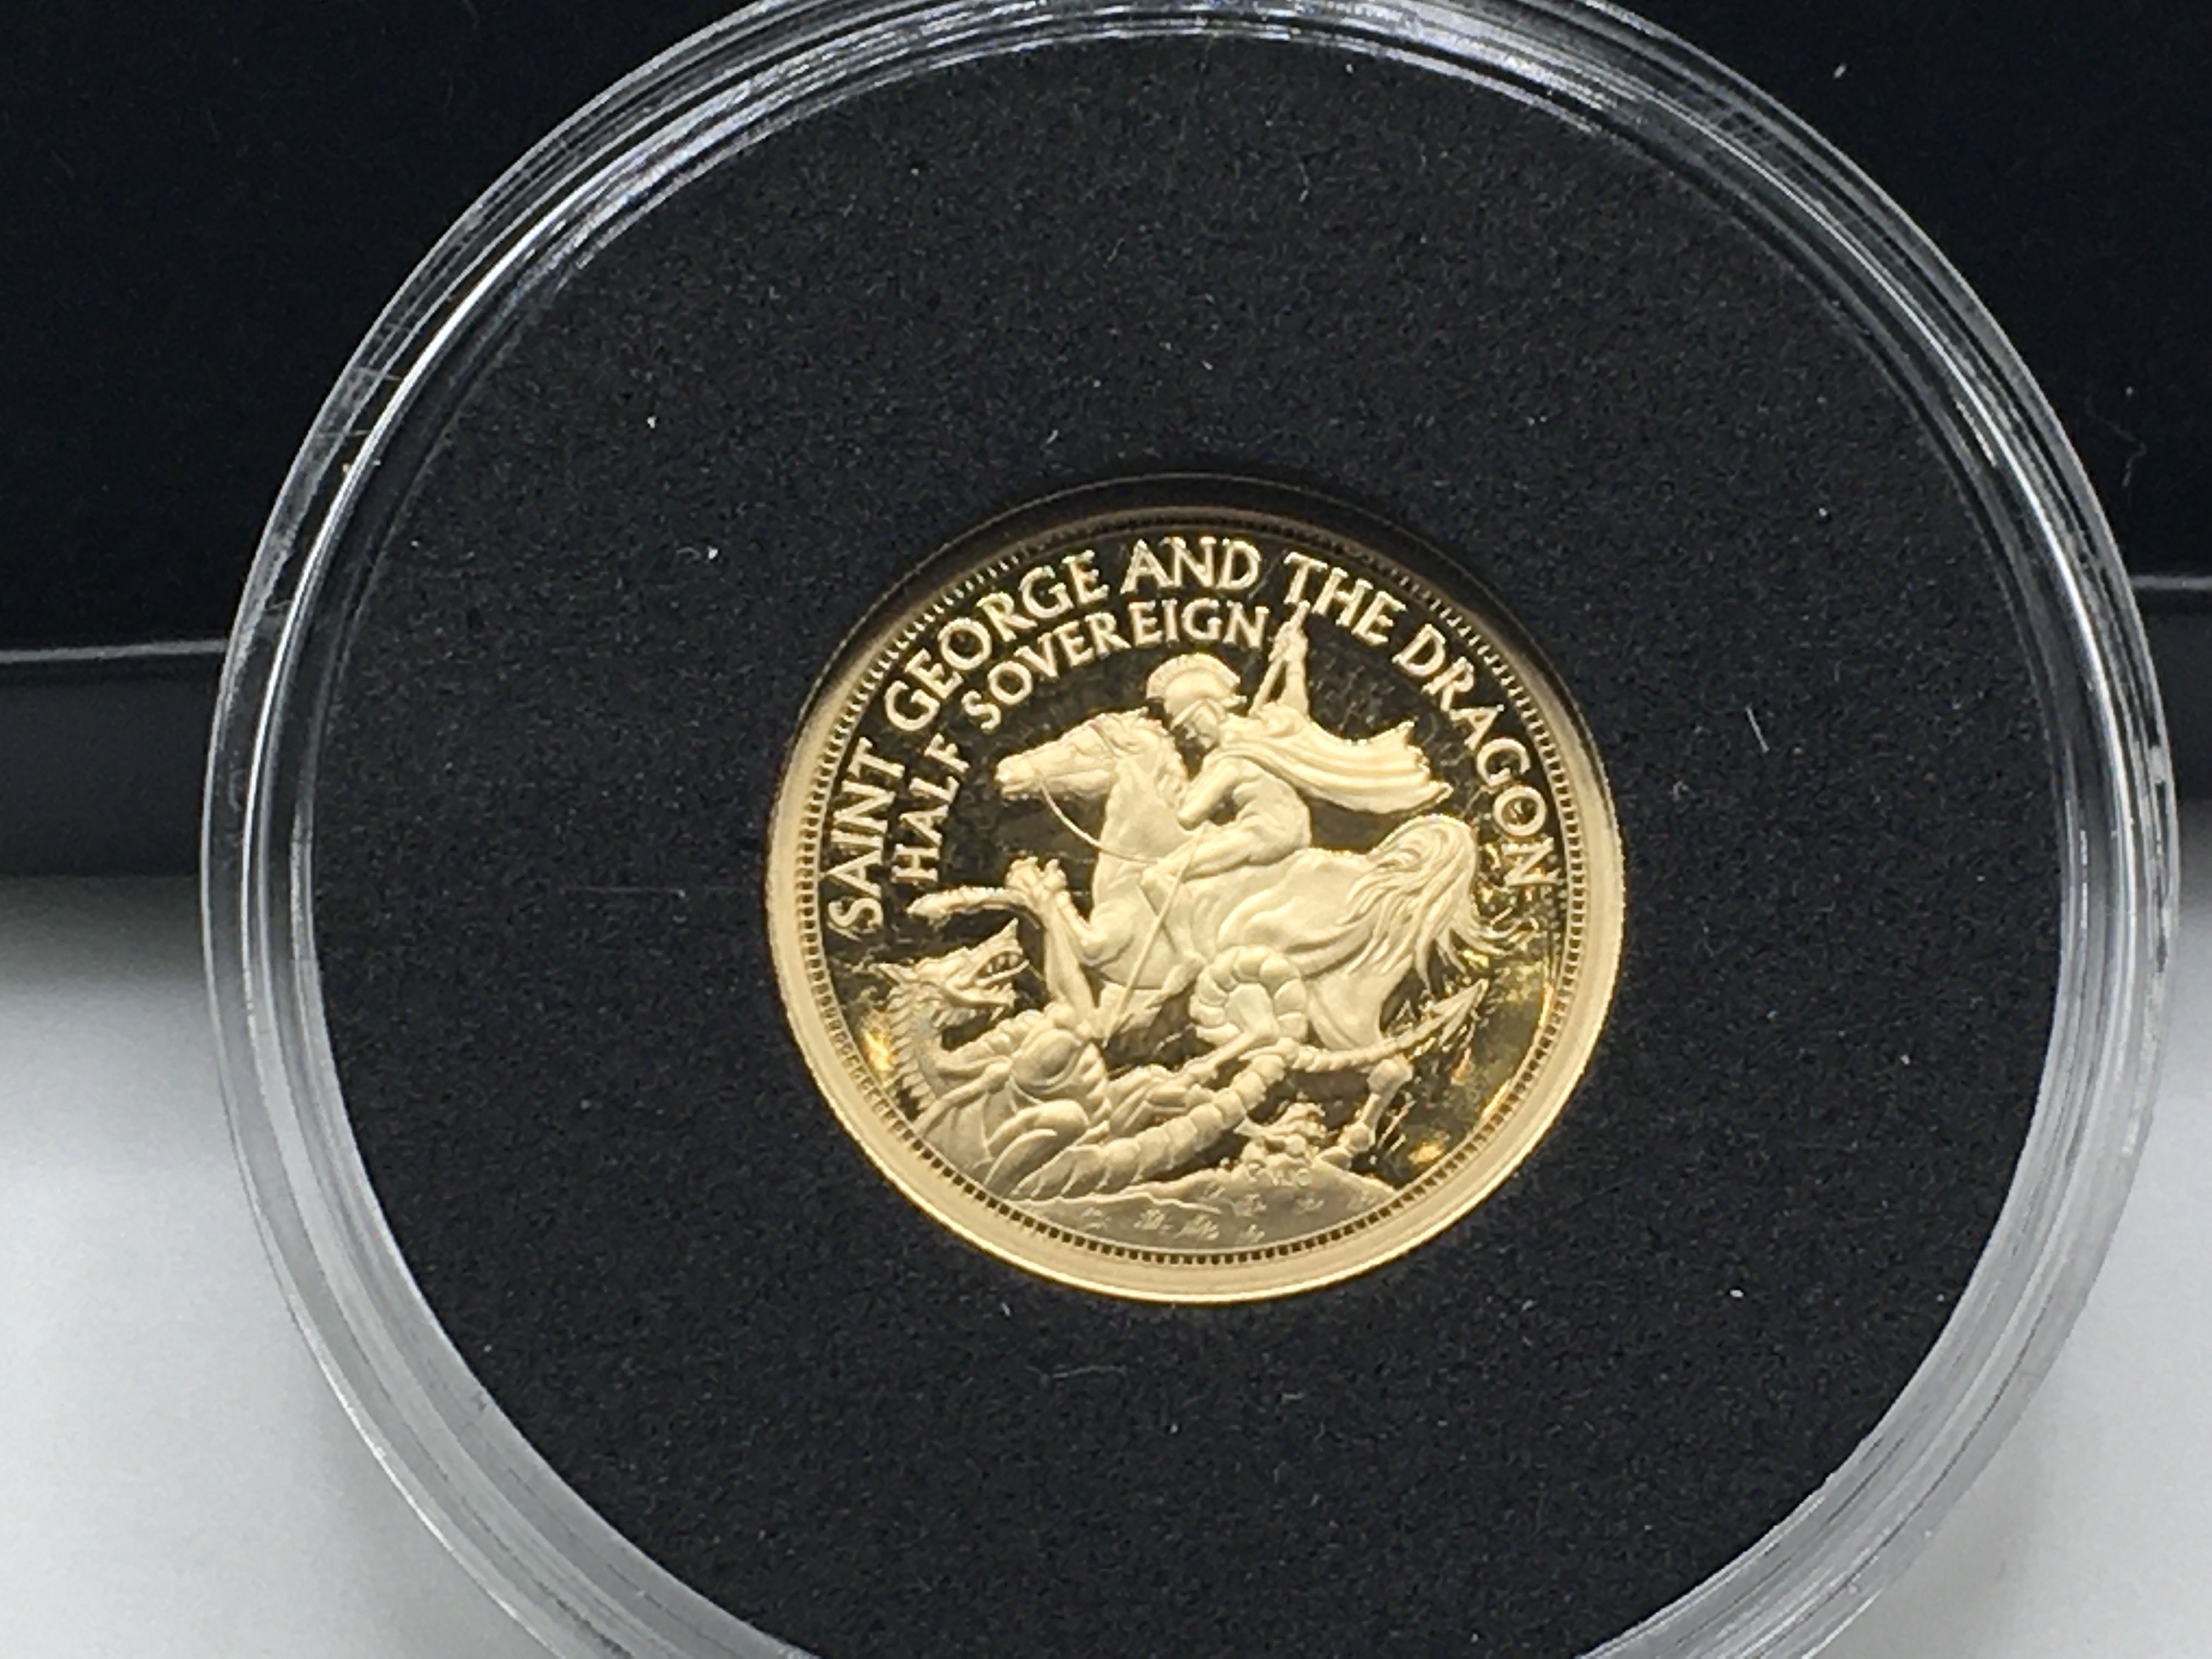 SAINT GEORGE AND THE DRAGON
HALF SOVEREIGN